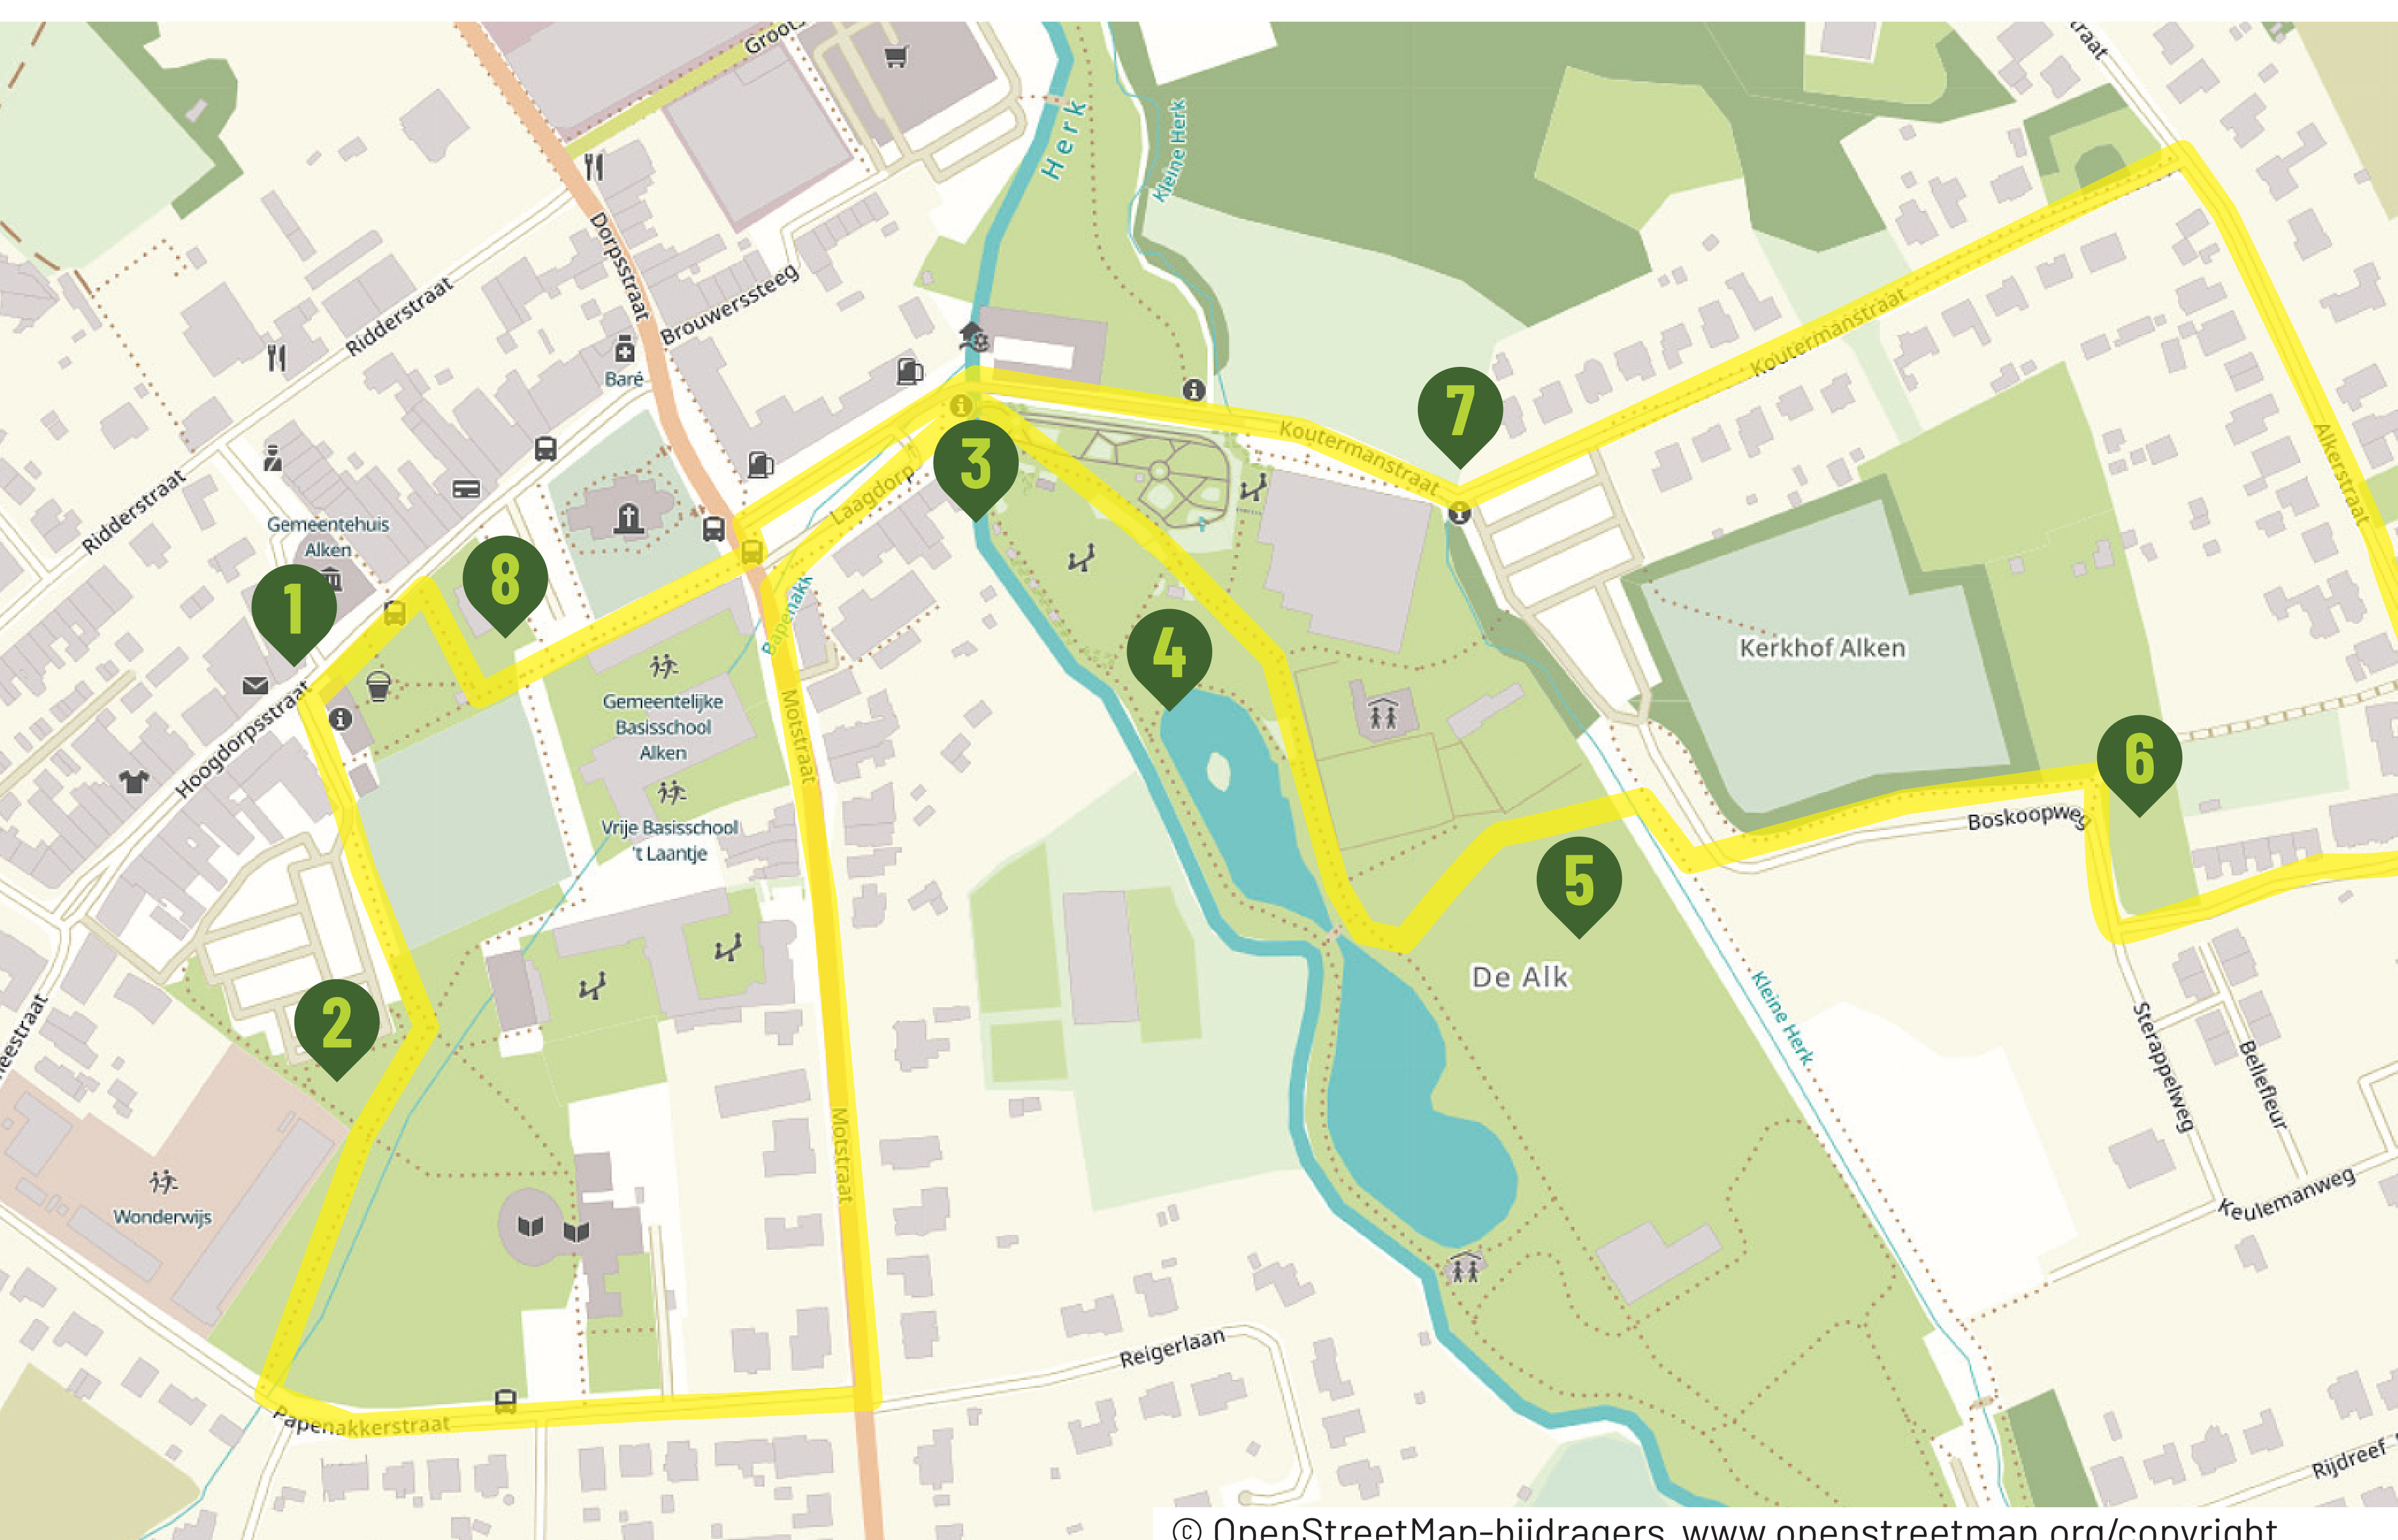 Herk
Kleine Herk
Dorpsstraat
Ridderstraat
Brouwerssteeg
Baré
Koutermanstraat
7
Koutermanstraat
Alkerstraat
3
Laagdorp
Ridderstraat
Gemeentehuis
Alken
1
8
4
Kerkhof Alken
Gemeentelijke
Basisschool
Alken
Motstraat
Hoogdorpsstraat
6
Vrije Basisschool
't Laantje
Boskoopweg
5
De Alk
2
Kleine Herk
Sterappelweg
Bellefleur
Motstraat
Wonderwijs
Keulemanweg
Reigerlaan
Papenakkerstraat
Rijdreef
© OpenStreetMap-bijdragers, www.openstreetmap.org/copyright